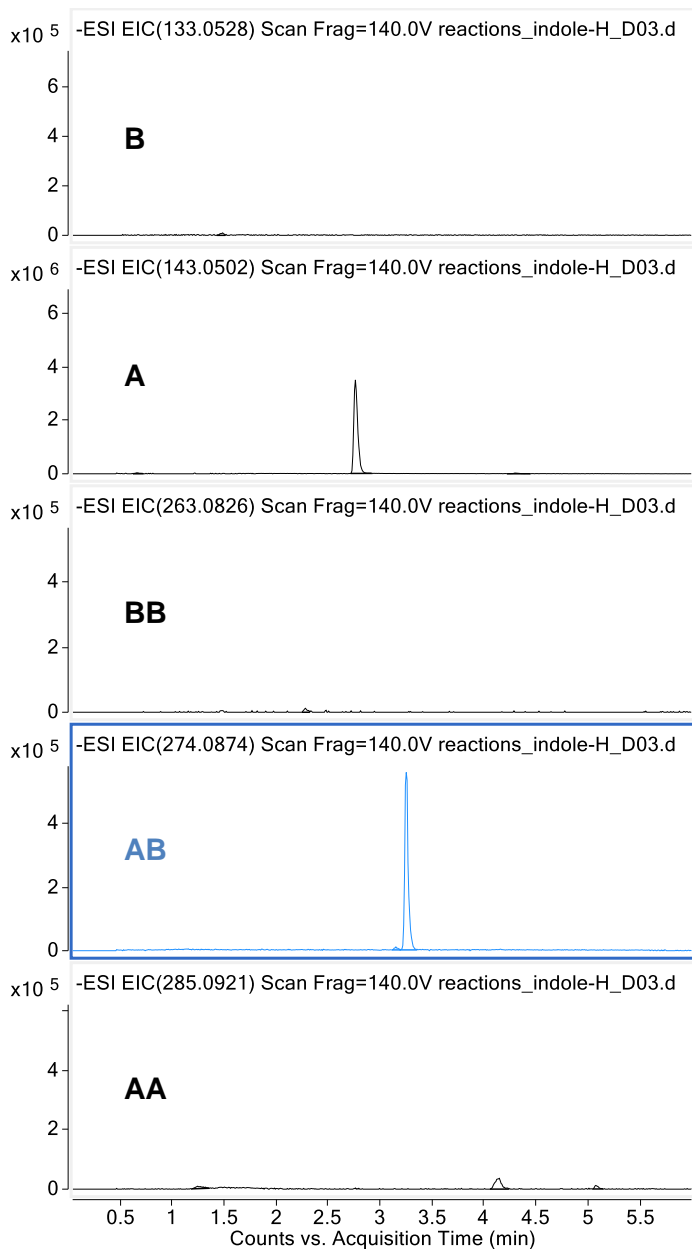 x10 5 -ESI EIC(133.0528) Scan Frag=140.0V reactions_indole-H_D03.d
6
B
4
2
0
x10 6 -ESI EIC(143.0502) Scan Frag=140.0V reactions_indole-H_D03.d
6
A
4
2
0
x10 5 -ESI EIC(263.0826) Scan Frag=140.0V reactions_indole-H_D03.d
4
BB
2
0
x10 5 -ESI EIC(274.0874) Scan Frag=140.0V reactions_indole-H_D03.d
4
AB
2
0
x10 5 -ESI EIC(285.0921) Scan Frag=140.0V reactions_indole-H_D03.d
4
AA
2
0
0.5 1 1.5 2 2.5 3 3.5 4 4.5 5 5.5
Counts vs. Acquisition Time (min)